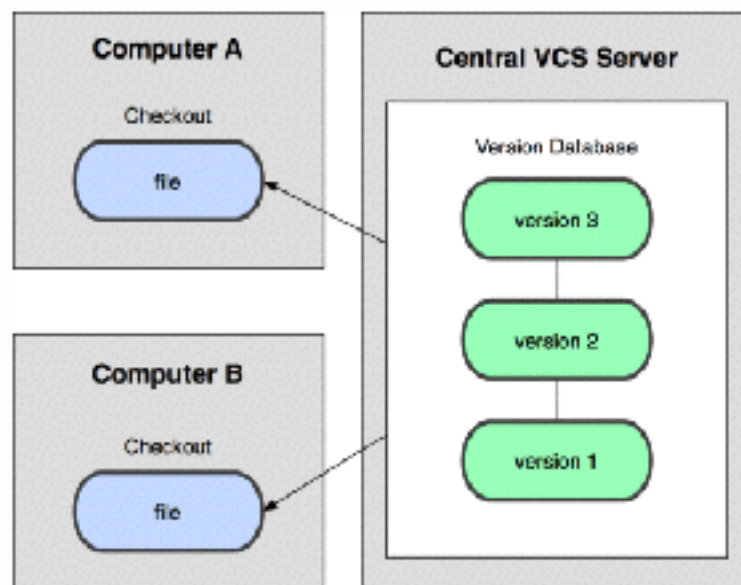 Computer A
Checkout
file
Computer B
Checkout
file
Central VCS Server
Version Database
version 3
version 2
version 1